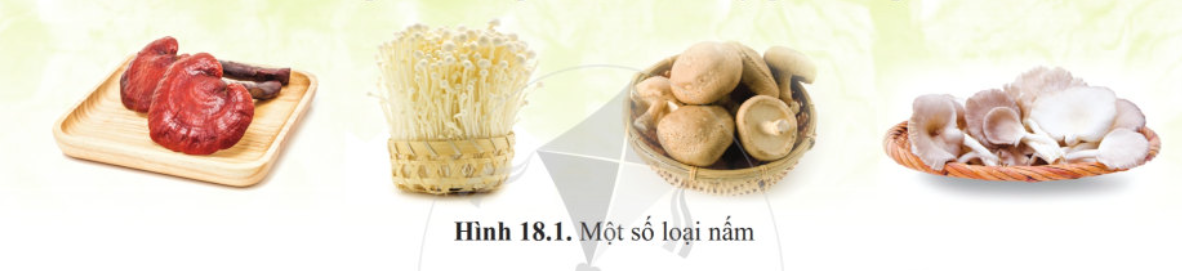 Hình 18.1. Một số loại nấm